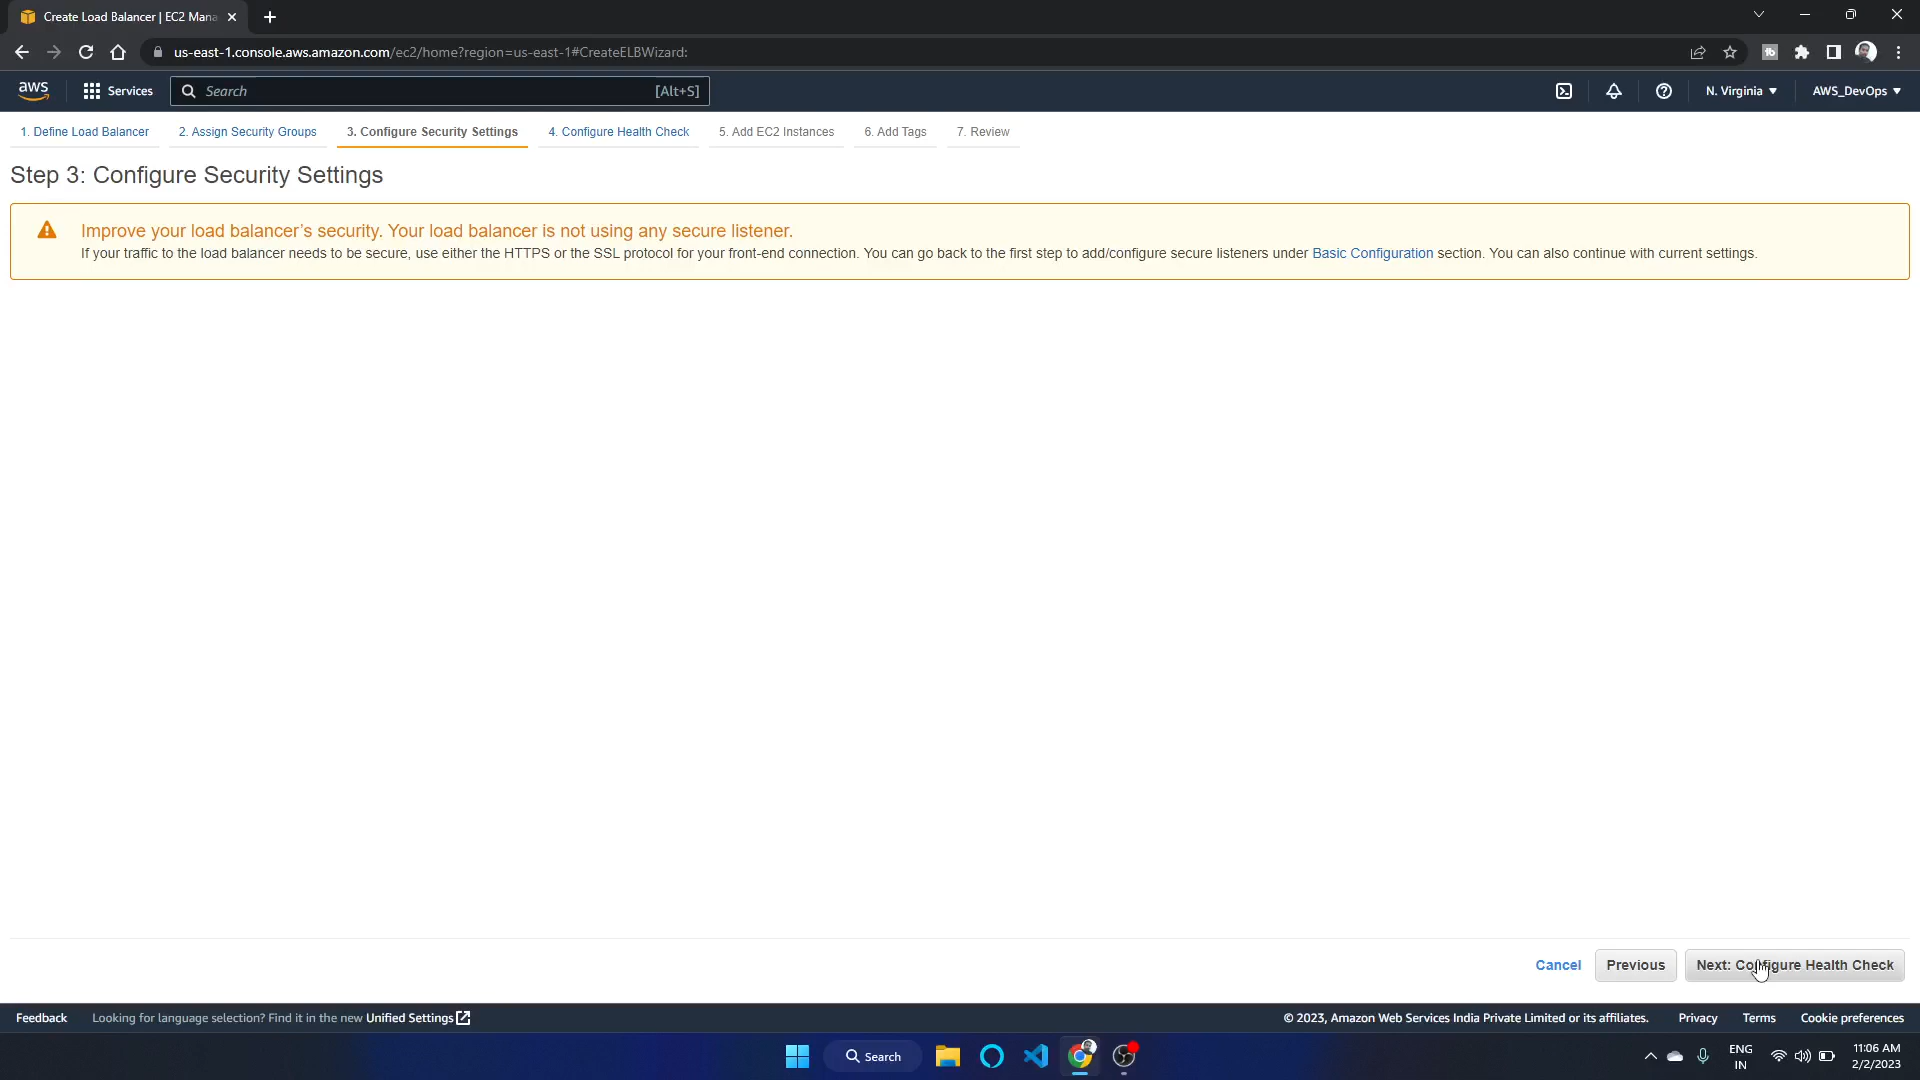 Create Load Balancer | EC2 Mana
us-east-1.console.aws.amazon.com/ec2/home?region=us-east-1#CreateELBWizard:
aws
Services
Search
[Alt+S]
N. Virginia
AWS_DevOps
1. Define Load Balancer
2. Assign Security Groups
3. Configure Security Settings
4. Configure Health Check
5. Add EC2 Instances
6. Add Tags
7. Review
Step 3: Configure Security Settings
Improve your load balancer's security. Your load balancer is not using any secure listener.
If your traffic to the load balancer needs to be secure, use either the HTTPS or the SSL protocol for your front-end connection. You can go back to the first step to add/configure secure listeners under Basic Configuration section. You can also continue with current settings.
Cancel
Previous
Next: Configure Health Check
Feedback
Looking for language selection? Find it in the new Unified Settings
© 2023, Amazon Web Services India Private Limited or its affiliates.
Privacy
Terms
Cookie preferences
Search
ENG
IN
11:06 AM
2/2/2023